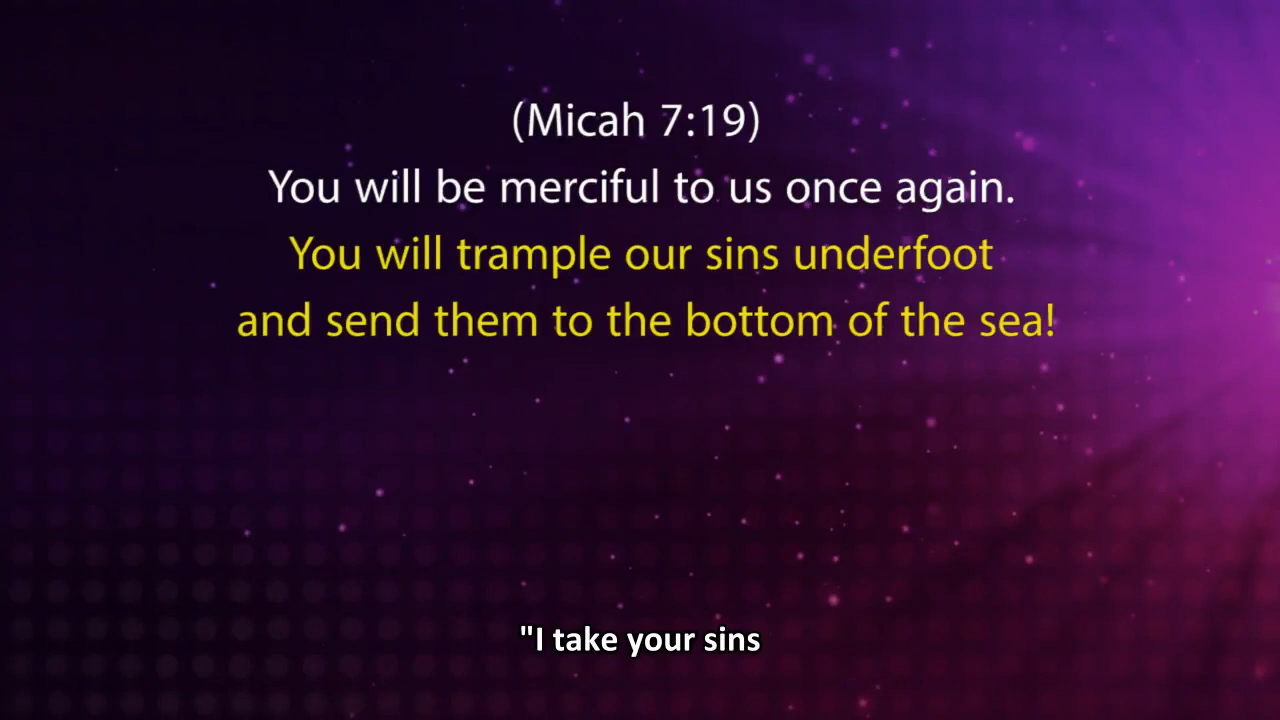 (Micah 7:19)
You will be merciful to us once again.
You will trample our sins underfoot
and send them to the bottom of the sea!
"I take your sins